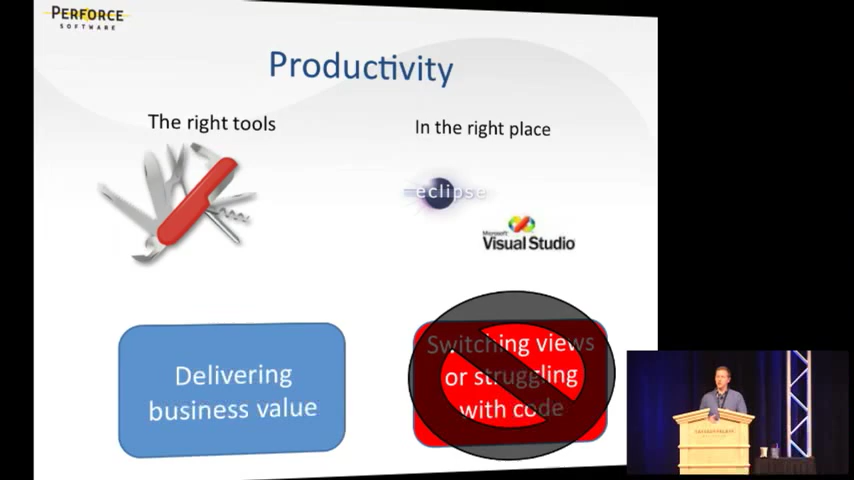 PERFORCE
SOFTWARE
Productivity
The right tools
In the right place
eclipse
Microsoft
Visual Studio
Delivering
business value
Switching views
or struggling
with code